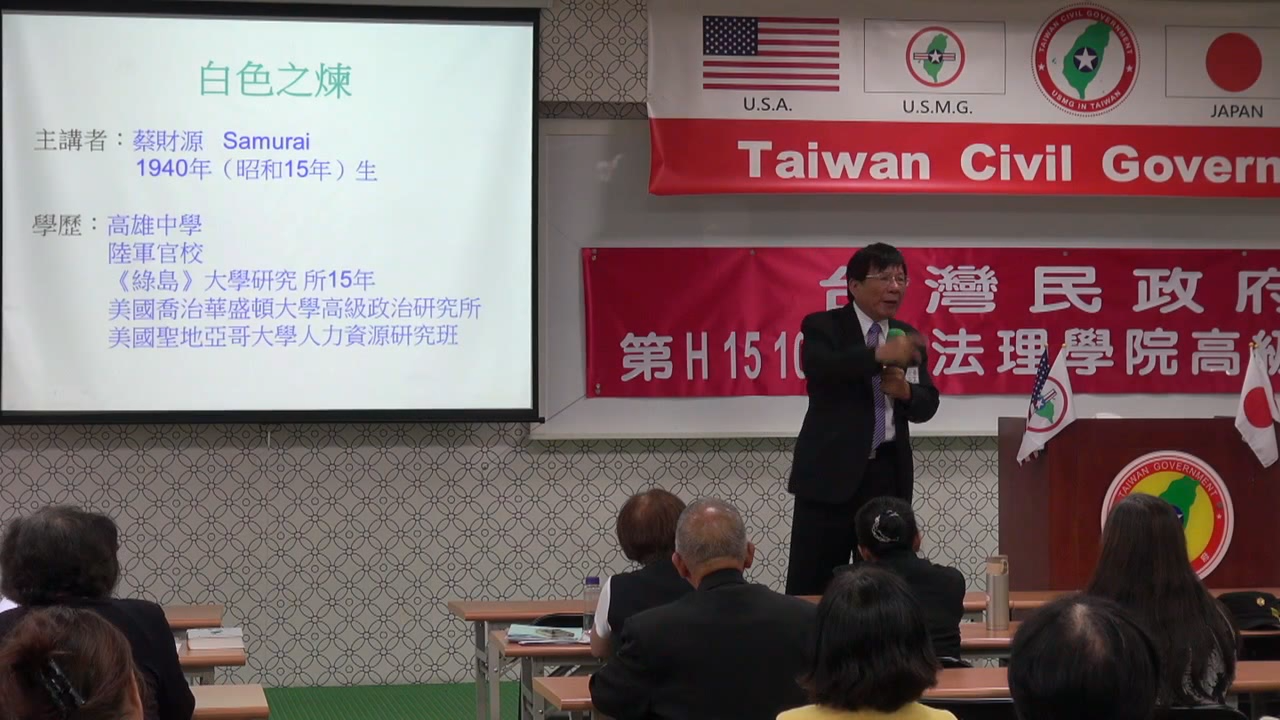 白色之煉
主講者：蔡財源 Samurai
1940年（昭和15年）生
學歷：高雄中學
陸軍官校
《綠島》大學研究 所15年
美國喬治華盛頓大學高級政治研究所
美國聖地亞哥大學人力資源研究班
U.S.A.
U.S.M.G.
TAIWAN CIVIL GOVERNMENT
USMG IN TAIWAN
JAPAN
Taiwan Civil Govern
台灣民政府
第H 15 10
法理學院高級
TAIWAN GOVERNMENT